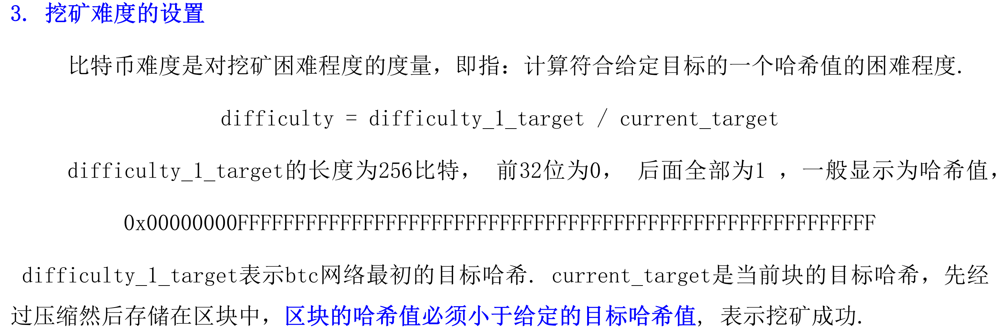 3. 挖矿难度的设置
比特币难度是对挖矿困难程度的度量，即指：计算符合给定目标的一个哈希值的困难程度.
difficulty = difficulty_1_target / current_target
difficulty_1_target的长度为256比特， 前32位为0， 后面全部为1 ，一般显示为哈希值，
0x00000000FFFFFFFFFFFFFFFFFFFFFFFFFFFFFFFFFFFFFFFFFFFFFFFFFFFFFFFF
difficulty_1_target表示btc网络最初的目标哈希. current_target是当前块的目标哈希，先经
过压缩然后存储在区块中，区块的哈希值必须小于给定的目标哈希值, 表示挖矿成功.